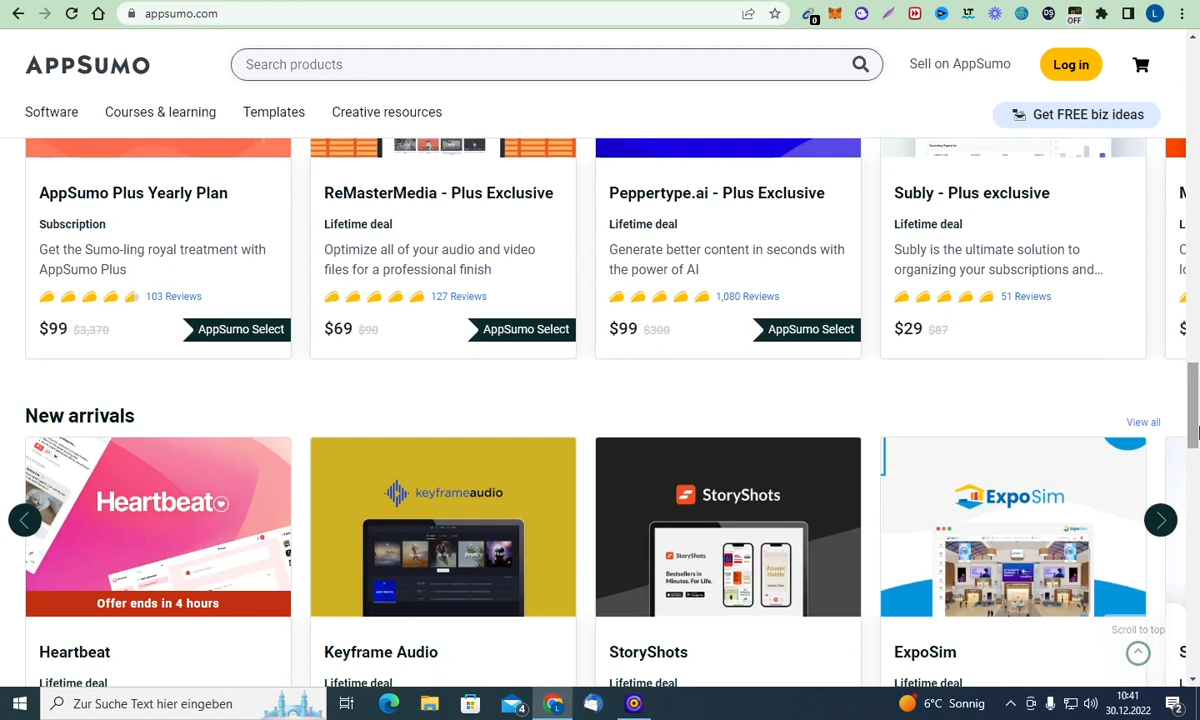 appsumo.com
APPSUMO
Search products
Sell on AppSumo
Log in
Software
Courses & learning
Templates
Creative resources
Get FREE biz ideas
AppSumo Plus Yearly Plan
Subscription
Get the Sumo-ling royal treatment with
AppSumo Plus
103 Reviews
$99 $3,370
AppSumo Select
ReMasterMedia - Plus Exclusive
Lifetime deal
Optimize all of your audio and video
files for a professional finish
127 Reviews
$69 $90
AppSumo Select
Peppertype.ai - Plus Exclusive
Lifetime deal
Generate better content in seconds with
the power of AI
1,080 Reviews
$99 $300
AppSumo Select
Subly - Plus exclusive
Lifetime deal
Subly is the ultimate solution to
organizing your subscriptions and...
51 Reviews
$29 $87
New arrivals
View all
Heartbeat
Offer ends in 4 hours
Heartbeat
Lifetime deal
keyframeaudio
Keyframe Audio
Lifetime deal
StoryShots
StoryShots
Bestsellers in
Minutes. For Life.
Atomic
Habits
StoryShots
Lifetime deal
ExpoSim
ExpoSim
ExpoSim
Lifetime deal
Scroll to top
Zur Suche Text hier eingeben
4
6°C Sonnig
10:41
30.12.2022
2